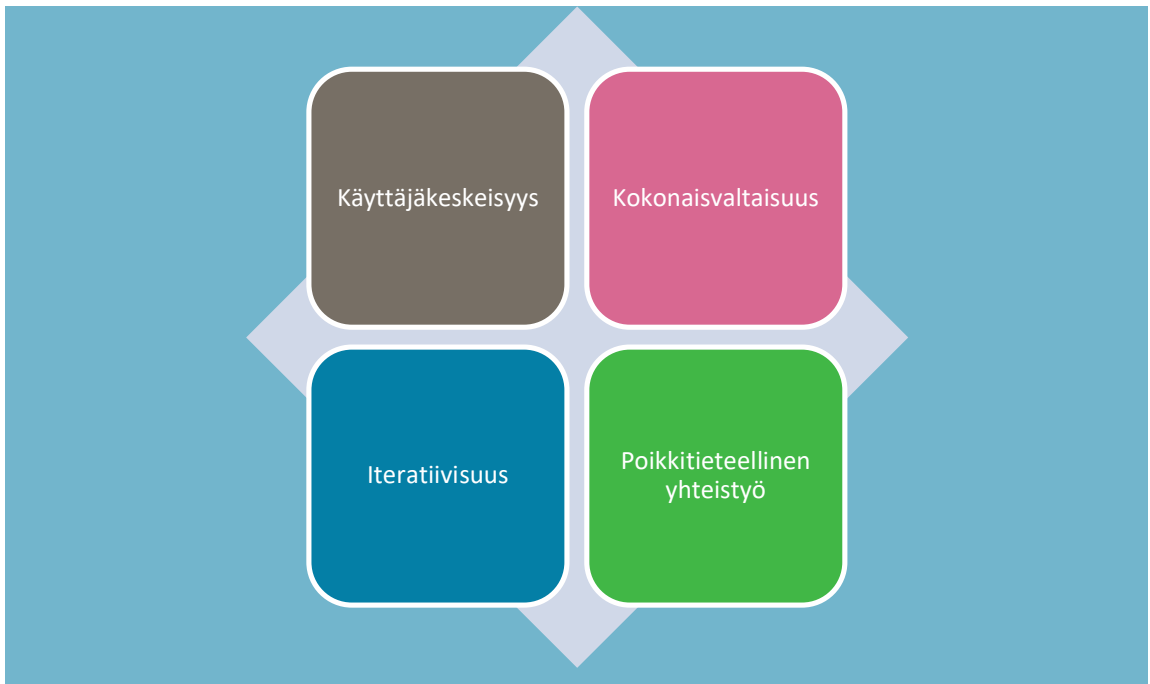 Käyttäjäkeskeisyys
Kokonaisvaltaisuus
Iteratiivisuus
Poikkitieteellinen
yhteistyö